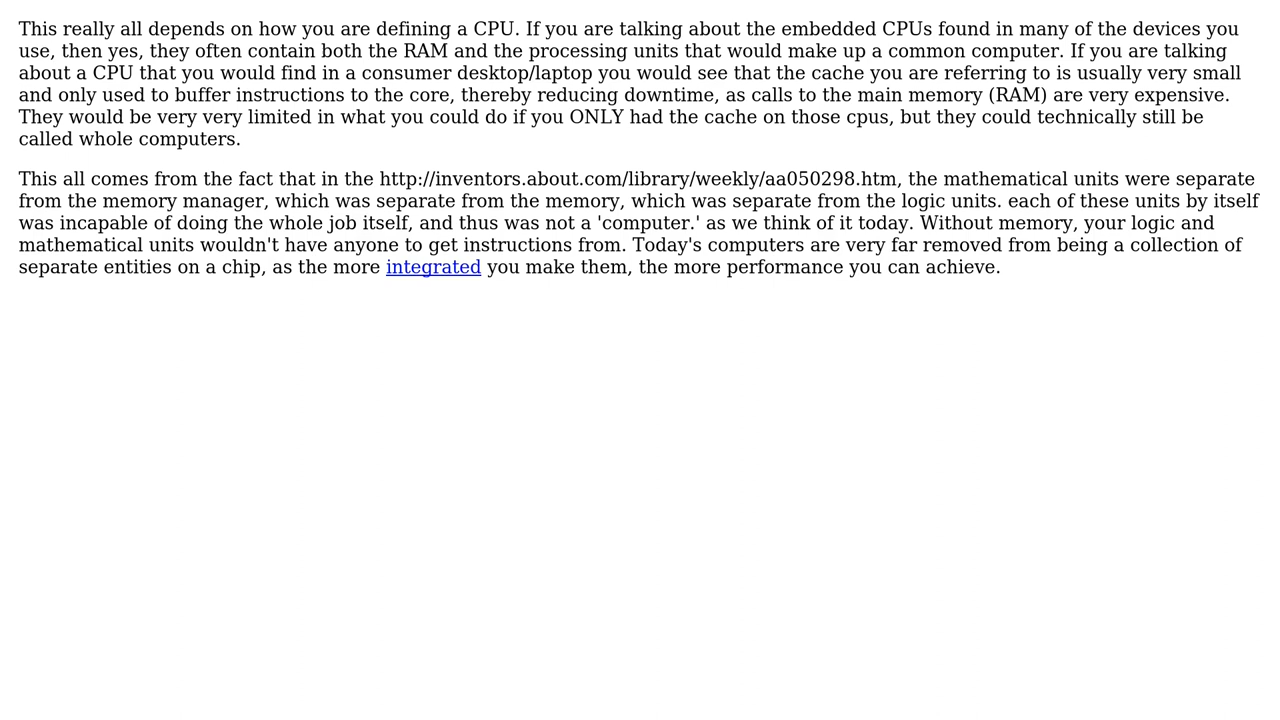 This really all depends on how you are defining a CPU. If you are talking about the embedded CPUs found in many of the devices you
use, then yes, they often contain both the RAM and the processing units that would make up a common computer. If you are talking
about a CPU that you would find in a consumer desktop/laptop you would see that the cache you are referring to is usually very small
and only used to buffer instructions to the core, thereby reducing downtime, as calls to the main memory (RAM) are very expensive.
They would be very very limited in what you could do if you ONLY had the cache on those cpus, but they could technically still be
called whole computers.
This all comes from the fact that in the http://inventors.about.com/library/weekly/aa050298.htm, the mathematical units were separate
from the memory manager, which was separate from the memory, which was separate from the logic units. each of these units by itself
was incapable of doing the whole job itself, and thus was not a 'computer.' as we think of it today. Without memory, your logic and
mathematical units wouldn't have anyone to get instructions from. Today's computers are very far removed from being a collection of
separate entities on a chip, as the more integrated you make them, the more performance you can achieve.